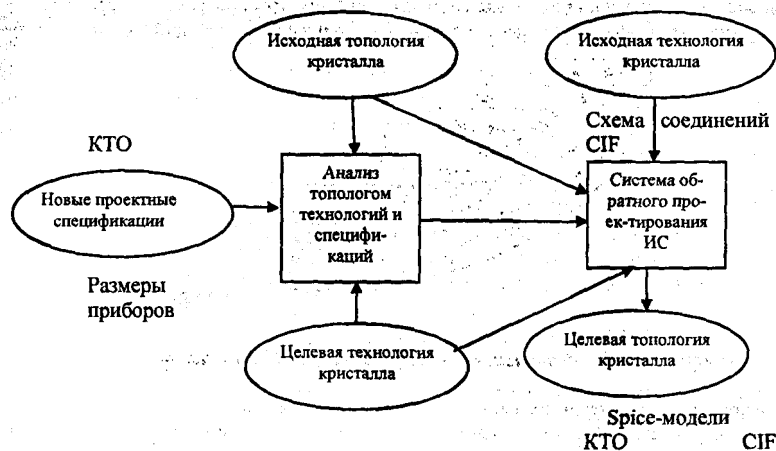 Исходная топология
кристалла
Исходная технология
кристалла
Схема соединений
CIF
КТО
Анализ
топологом
технологий и
специфи-
каций
Система об-
ратного про-
ек-тирования
ИС
Новые проектные
спецификации
Размеры
приборов
Целевая технология
кристалла
Целевая топология
кристалла
Spice-модели
КТО CIF